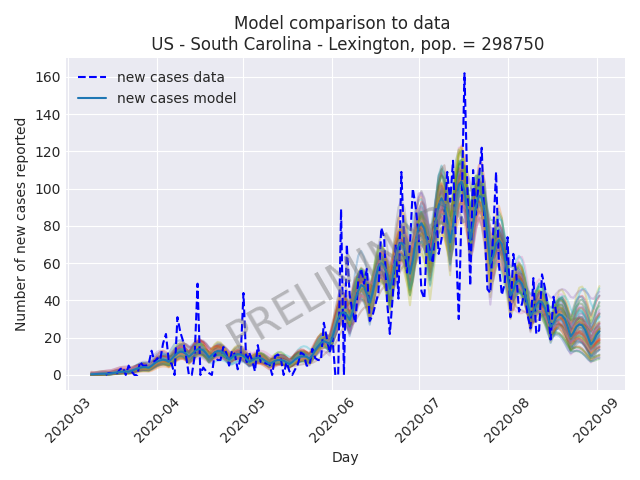 Model comparison to data
US - South Carolina - Lexington, pop. = 298750
new cases data
new cases model
Number of new cases reported
160
140
120
100
80
60
40
20
0
2020-03
2020-04
2020-05
2020-06
2020-07
2020-08
2020-09
Day